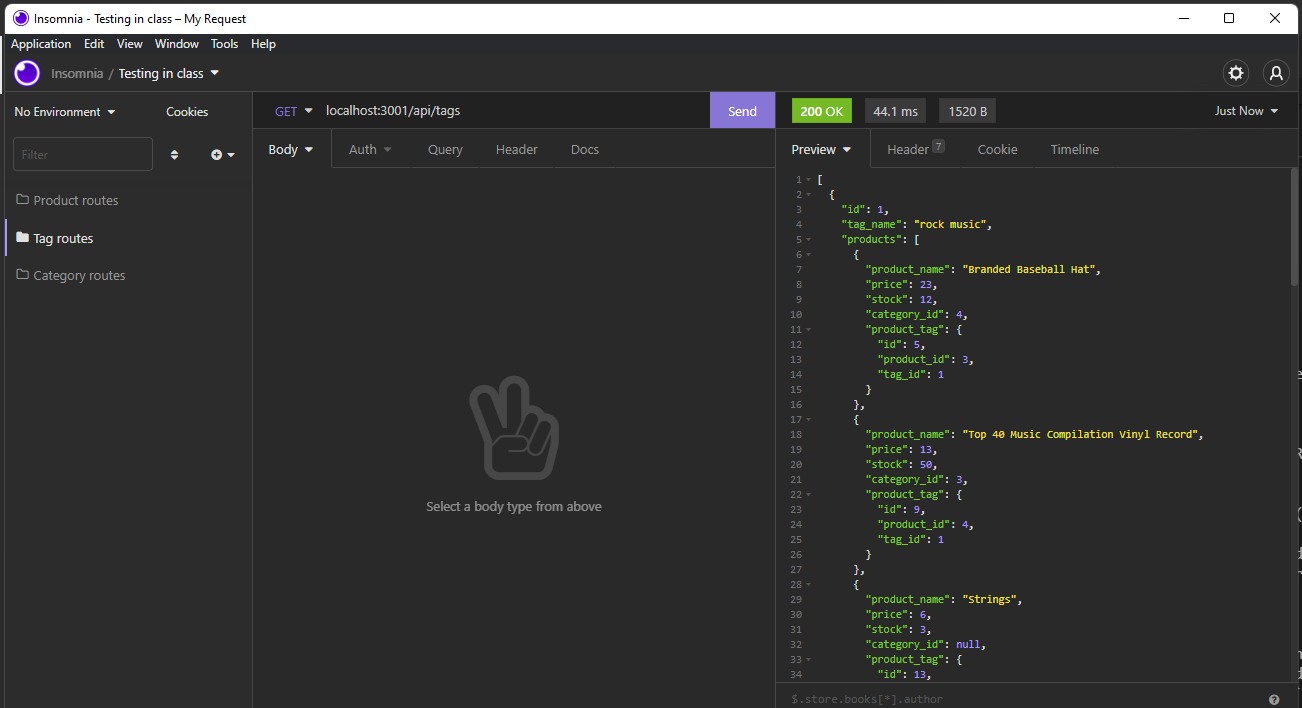 Insomnia - Testing in class – My Request
Application Edit View Window Tools Help
Insomnia / Testing in class
No Environment Cookies
GET localhost:3001/api/tags Send
200 OK 44.1 ms 1520 B Just Now
Filter
Body Auth Query Header Docs
Preview Header 7 Cookie Timeline
Product routes
Tag routes
Category routes
Select a body type from above
1 [
2 {
3 "id": 1,
4 "tag_name": "rock music",
5 "products": [
6 {
7 "product_name": "Branded Baseball Hat",
8 "price": 23,
9 "stock": 12,
10 "category_id": 4,
11 "product_tag": {
12 "id": 5,
13 "product_id": 3,
14 "tag_id": 1
15 }
16 },
17 {
18 "product_name": "Top 40 Music Compilation Vinyl Record",
19 "price": 13,
20 "stock": 50,
21 "category_id": 3,
22 "product_tag": {
23 "id": 9,
24 "product_id": 4,
25 "tag_id": 1
26 }
27 },
28 {
29 "product_name": "Strings",
30 "price": 6,
31 "stock": 3,
32 "category_id": null,
33 "product_tag": {
34 "id": 13,
$.store.books[*].author